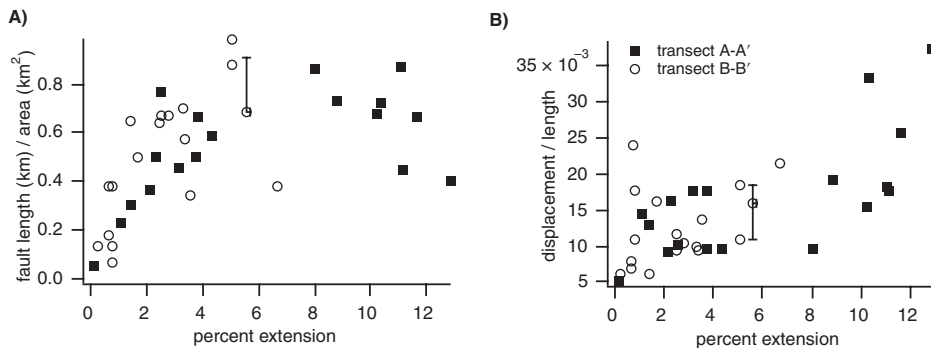 A)
fault length (km) / area (km²)
0.8
0.6
0.4
0.2
0.0
0 2 4 6 8 10 12
percent extension
B)
transect A-A′
transect B-B′
displacement / length
35 × 10⁻³
30
25
20
15
10
5
0 2 4 6 8 10 12
percent extension